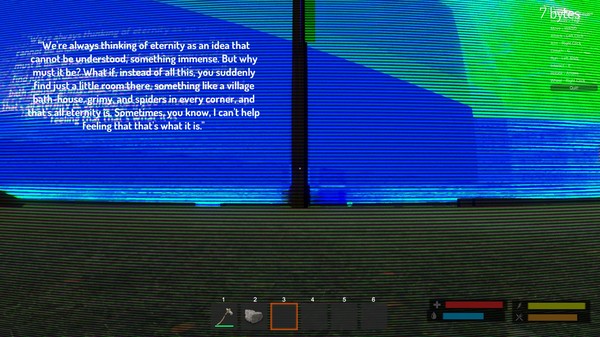 "We're always thinking of eternity as an idea that
cannot be understood, something immense. But why
must it be? What if, instead of all this, you suddenly
find just a little room there, something like a village
bath-house, grimy, and spiders in every corner, and
that's all eternity is. Sometimes, you know, I can't help
feeling that that's what it is."
7 bytes
1 2 3 4 5 6